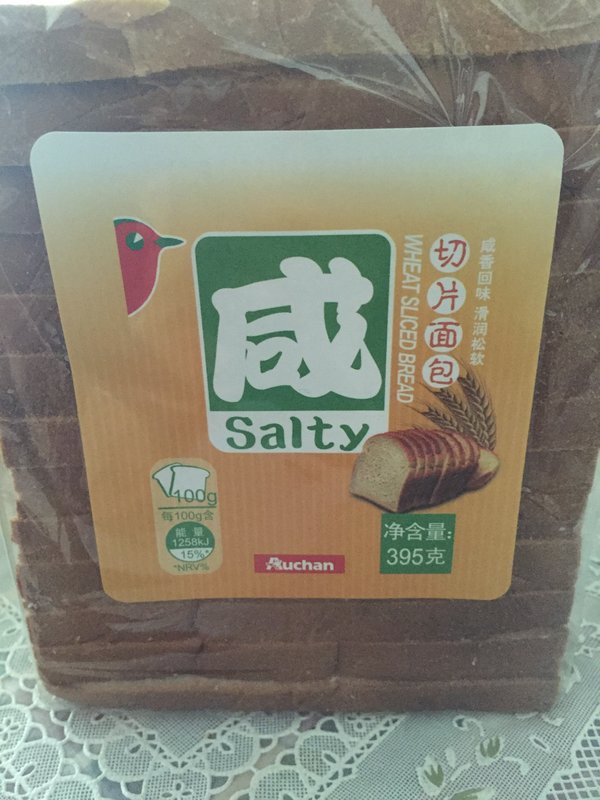 咸
Salty
WHEAT SLICED BREAD
切片面包
咸香回味 滑润松软
100g
每100g含
能量
1258kJ
15%*
*NRV%
Auchan
净含量:
395克